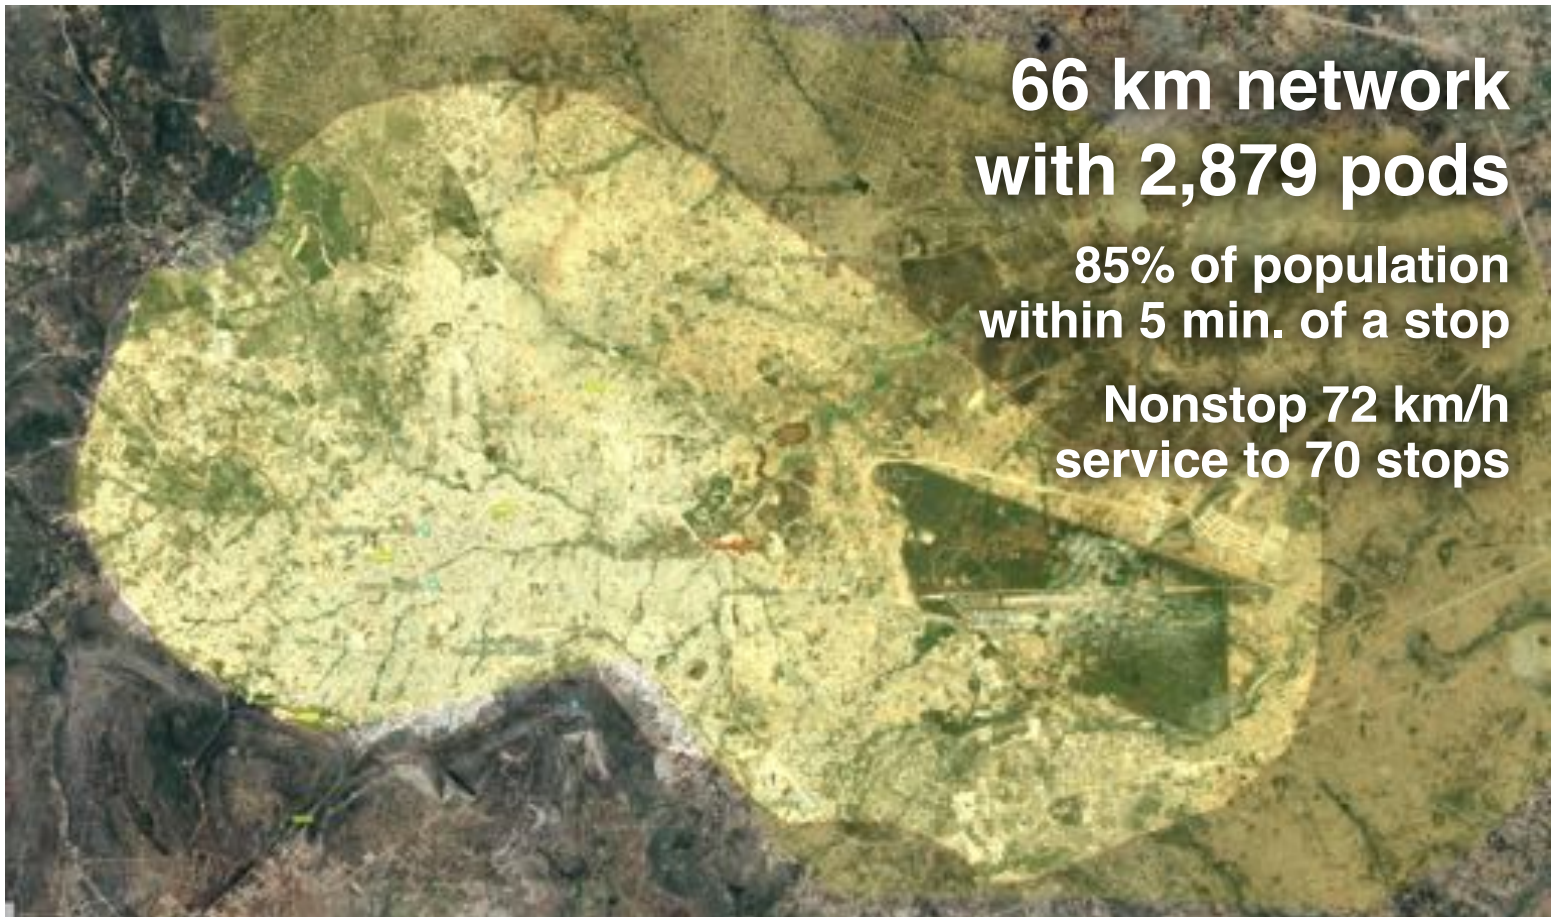 66 km network
with 2,879 pods
85% of population
within 5 min. of a stop
Nonstop 72 km/h
service to 70 stops